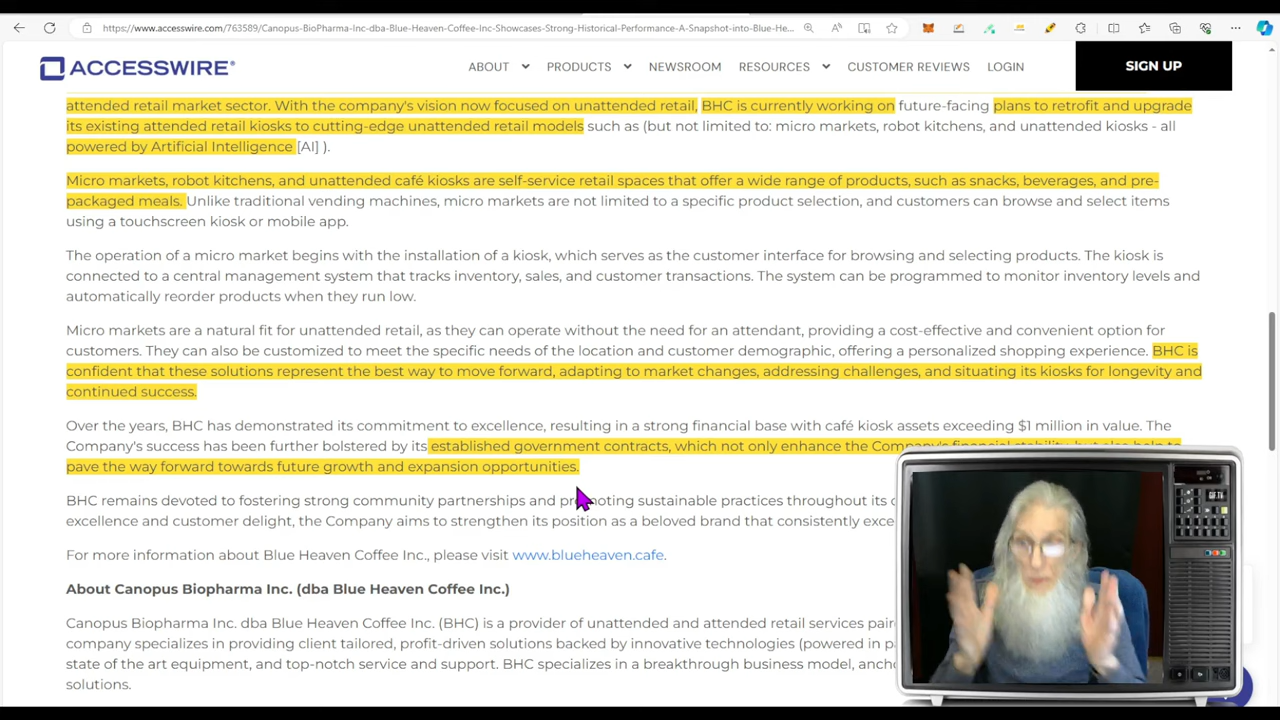 https://www.accesswire.com/763589/Canopus-BioPharma-Inc-dba-Blue-Heaven-Coffee-Inc-Showcases-Strong-Historical-Performance-A-Snapshot-into-Blue-He...
ACCESSWIRE®
ABOUT PRODUCTS NEWSROOM RESOURCES CUSTOMER REVIEWS LOGIN SIGN UP
attended retail market sector. With the company's vision now focused on unattended retail, BHC is currently working on future-facing plans to retrofit and upgrade
its existing attended retail kiosks to cutting-edge unattended retail models such as (but not limited to: micro markets, robot kitchens, and unattended kiosks - all
powered by Artificial Intelligence [AI] ).
Micro markets, robot kitchens, and unattended café kiosks are self-service retail spaces that offer a wide range of products, such as snacks, beverages, and pre-
packaged meals. Unlike traditional vending machines, micro markets are not limited to a specific product selection, and customers can browse and select items
using a touchscreen kiosk or mobile app.
The operation of a micro market begins with the installation of a kiosk, which serves as the customer interface for browsing and selecting products. The kiosk is
connected to a central management system that tracks inventory, sales, and customer transactions. The system can be programmed to monitor inventory levels and
automatically reorder products when they run low.
Micro markets are a natural fit for unattended retail, as they can operate without the need for an attendant, providing a cost-effective and convenient option for
customers. They can also be customized to meet the specific needs of the location and customer demographic, offering a personalized shopping experience. BHC is
confident that these solutions represent the best way to move forward, adapting to market changes, addressing challenges, and situating its kiosks for longevity and
continued success.
Over the years, BHC has demonstrated its commitment to excellence, resulting in a strong financial base with café kiosk assets exceeding $1 million in value. The
Company's success has been further bolstered by its established government contracts, which not only enhance the Company's financial stability, but also help to
pave the way forward towards future growth and expansion opportunities.
BHC remains devoted to fostering strong community partnerships and promoting sustainable practices throughout its
excellence and customer delight, the Company aims to strengthen its position as a beloved brand that consistently
For more information about Blue Heaven Coffee Inc., please visit www.blueheaven.cafe.
About Canopus Biopharma Inc. (dba Blue Heaven Coffee Inc.)
Canopus Biopharma Inc. dba Blue Heaven Coffee Inc. (BHC) provider of unattended and attended retail services
company specializes in providing client tailored, technologies (powered in
state of the art equipment, and top-notch service and specializes in a breakthrough business model,
solutions.